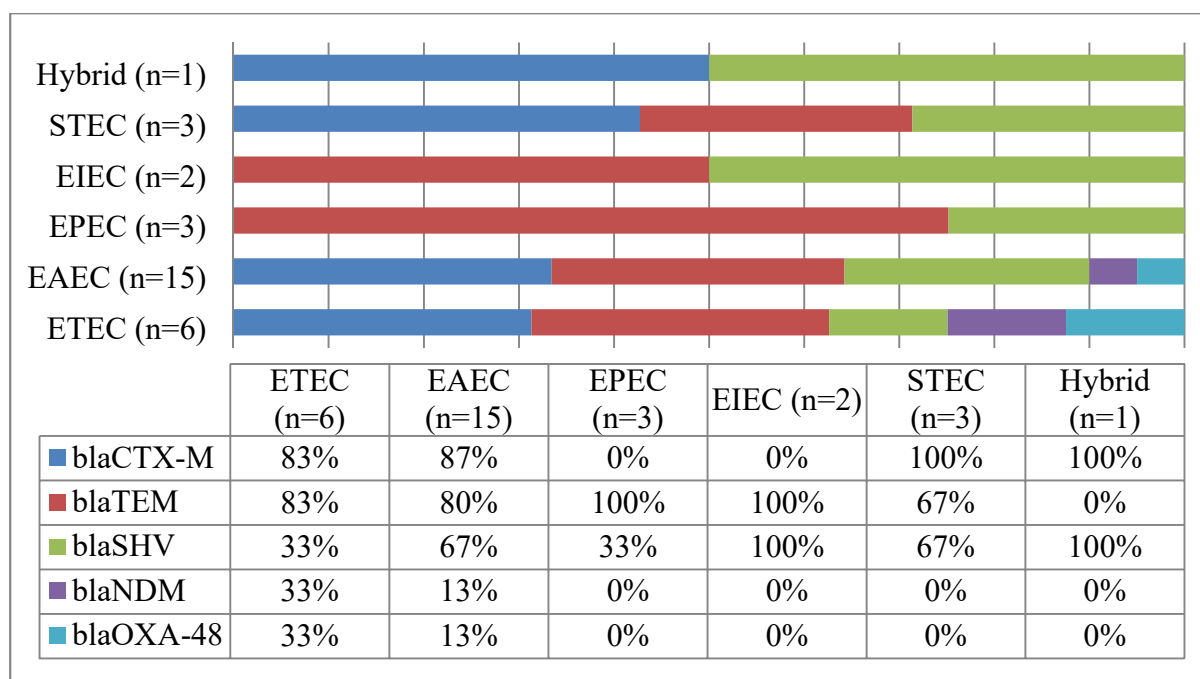 Hybrid (n=1)
STEC (n=3)
EIEC (n=2)
EPEC (n=3)
EAEC (n=15)
ETEC (n=6)
ETEC (n=6) EAEC (n=15) EPEC (n=3) EIEC (n=2) STEC (n=3) Hybrid (n=1)
blaCTX-M 83% 87% 0% 0% 100% 100%
blaTEM 83% 80% 100% 100% 67% 0%
blaSHV 33% 67% 33% 100% 67% 100%
blaNDM 33% 13% 0% 0% 0% 0%
blaOXA-48 33% 13% 0% 0% 0% 0%